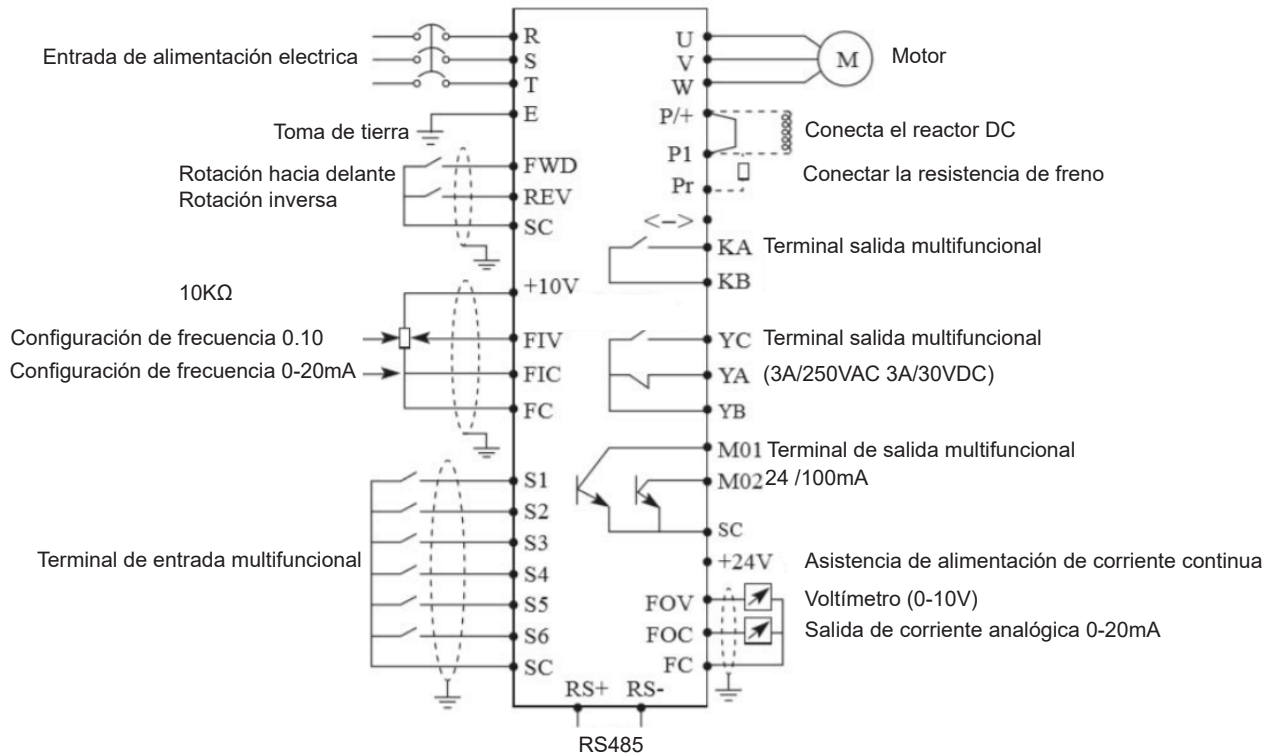 R
Entrada de alimentación electrica
S
T
E
Toma de tierra
FWD
Rotación hacia delante
REV
Rotación inversa
SC
+10V
10KΩ
Configuración de frecuencia 0.10
FIV
Configuración de frecuencia 0-20mA
FIC
FC
S1
S2
S3
Terminal de entrada multifuncional
S4
S5
S6
SC
U
V
M
Motor
W
P/+
Conecta el reactor DC
P1
Conectar la resistencia de freno
Pr
<->
KA Terminal salida multifuncional
KB
YC Terminal salida multifuncional
YA (3A/250VAC 3A/30VDC)
YB
M01 Terminal de salida multifuncional
M02 24 /100mA
SC
+24V Asistencia de alimentación de corriente continua
FOV Voltímetro (0-10V)
FOC Salida de corriente analógica 0-20mA
FC
RS+ RS-
RS485